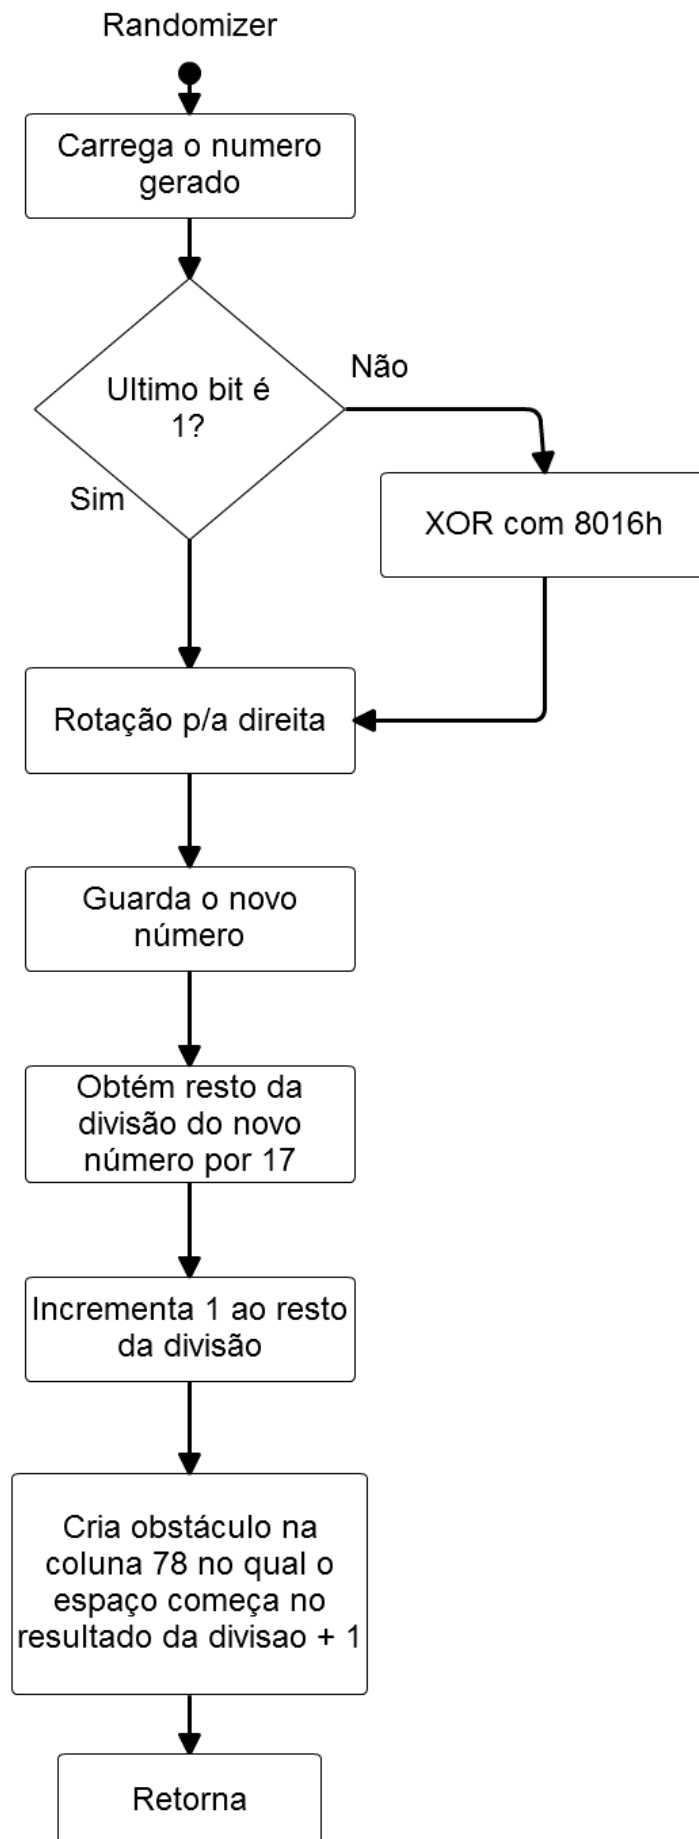 Randomizer
Carrega o numero
gerado
Ultimo bit é
1?
Não
Sim
XOR com 8016h
Rotação p/a direita
Guarda o novo
número
Obtém resto da
divisão do novo
número por 17
Incrementa 1 ao resto
da divisão
Cria obstáculo na
coluna 78 no qual o
espaço começa no
resultado da divisao + 1
Retorna